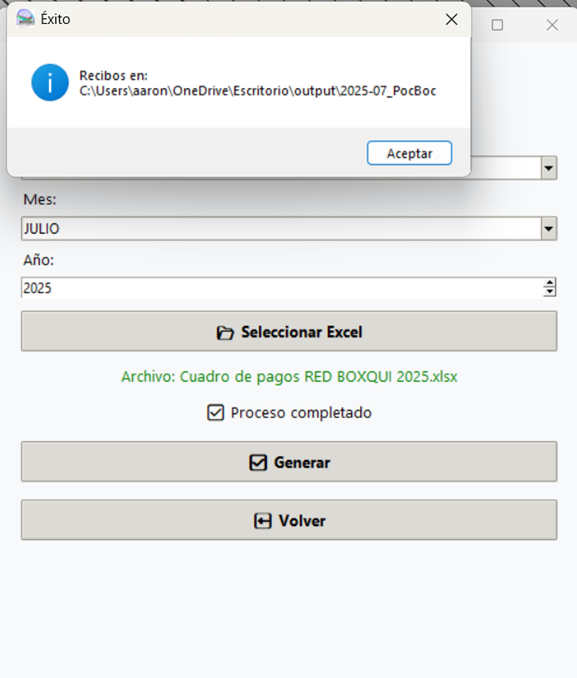 Éxito
Recibos en:
C:\Users\aaron\OneDrive\Escritorio\output\2025-07_PocBoc
Aceptar
Mes:
JULIO
Año:
2025
Seleccionar Excel
Archivo: Cuadro de pagos RED BOXQUI 2025.xlsx
Proceso completado
Generar
Volver